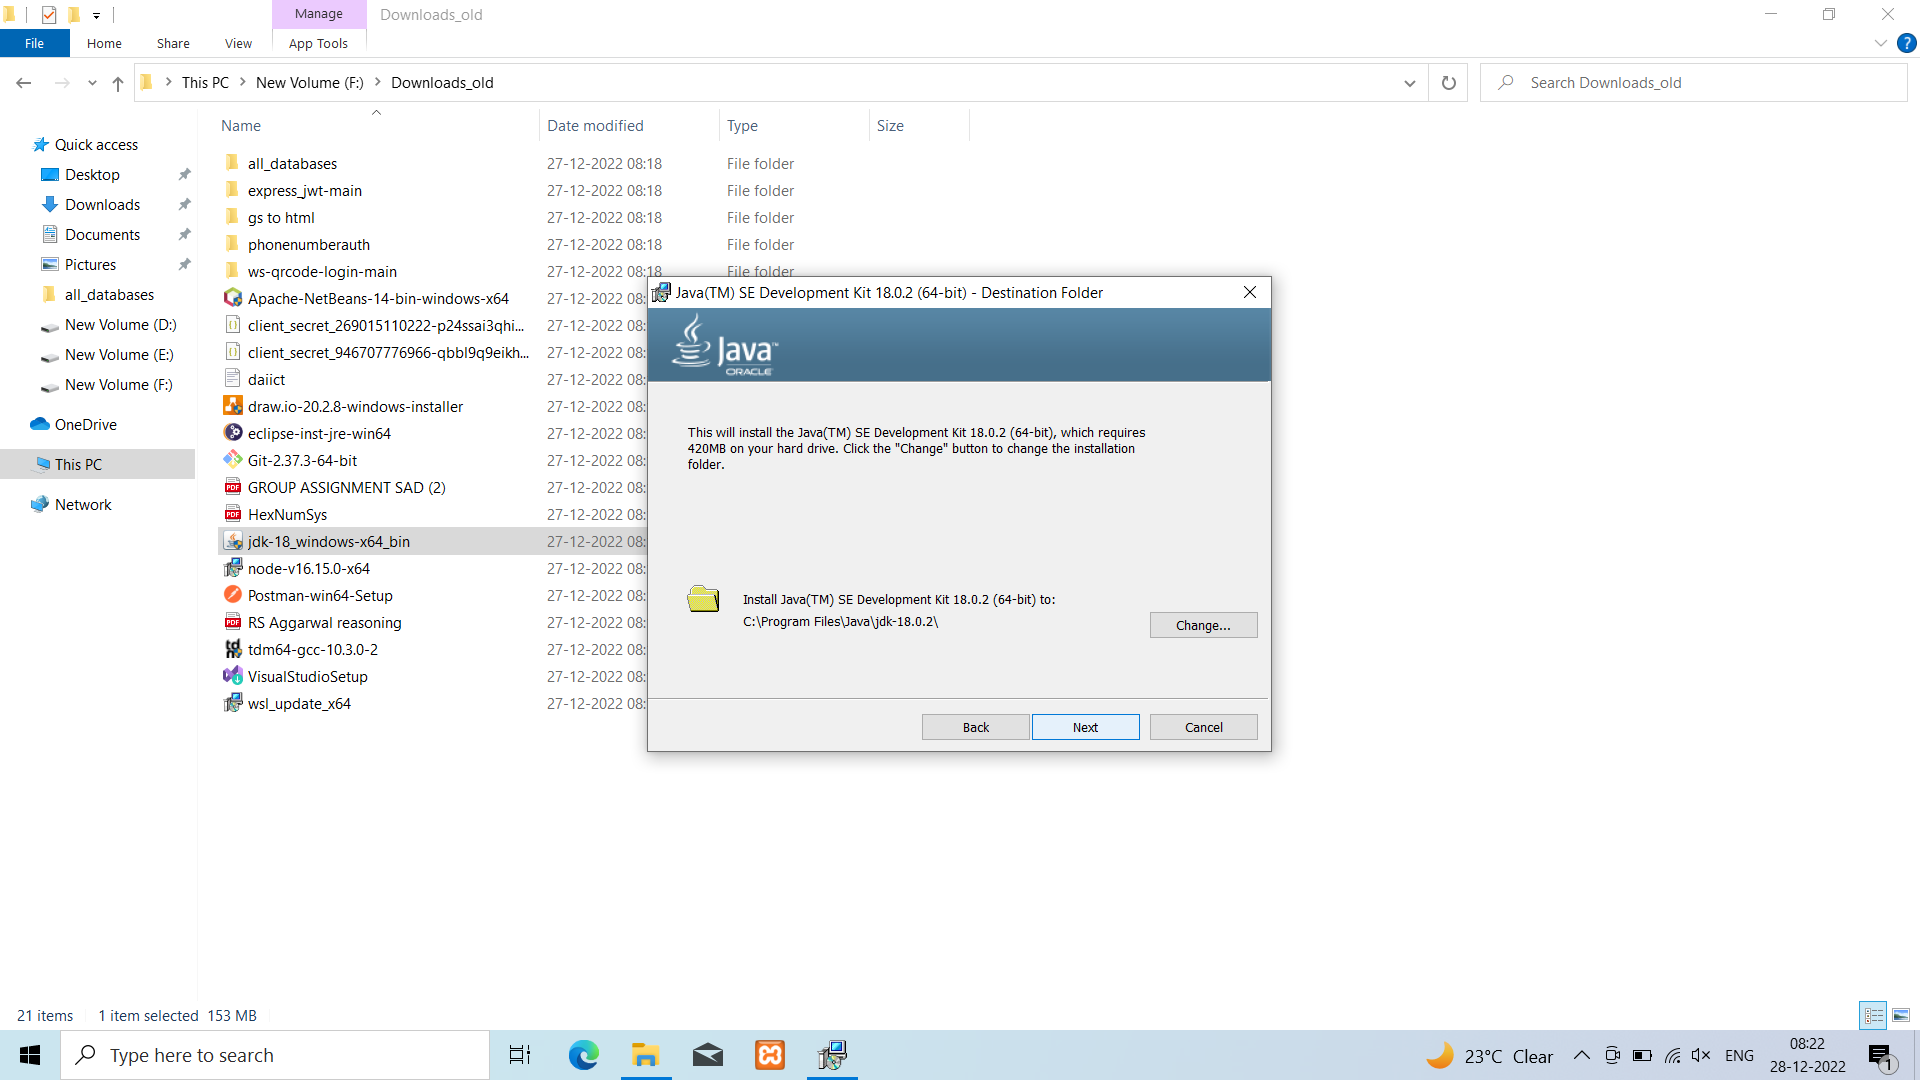 Manage
Downloads_old
File
Home
Share
View
App Tools
This PC
New Volume (F:)
Downloads_old
Search Downloads_old
Name
Date modified
Type
Size
Quick access
Desktop
Downloads
Documents
Pictures
all_databases
New Volume (D:)
New Volume (E:)
New Volume (F:)
OneDrive
This PC
Network
all_databases 27-12-2022 08:18 File folder
express_jwt-main 27-12-2022 08:18 File folder
gs to html 27-12-2022 08:18 File folder
phonenumberauth 27-12-2022 08:18 File folder
ws-qrcode-login-main 27-12-2022 08:18 File folder
Apache-NetBeans-14-bin-windows-x64 27-12-2022 08:
client_secret_269015110222-p24ssai3qhi... 27-12-2022 08:
client_secret_946707776966-qbbl9q9eikh... 27-12-2022 08:
daiict 27-12-2022 08:
draw.io-20.2.8-windows-installer 27-12-2022 08:
eclipse-inst-jre-win64 27-12-2022 08:
Git-2.37.3-64-bit 27-12-2022 08:
GROUP ASSIGNMENT SAD (2) 27-12-2022 08:
HexNumSys 27-12-2022 08:
jdk-18_windows-x64_bin 27-12-2022 08:
node-v16.15.0-x64 27-12-2022 08:
Postman-win64-Setup 27-12-2022 08:
RS Aggarwal reasoning 27-12-2022 08:
tdm64-gcc-10.3.0-2 27-12-2022 08:
VisualStudioSetup 27-12-2022 08:
wsl_update_x64 27-12-2022 08:
Java(TM) SE Development Kit 18.0.2 (64-bit) - Destination Folder
Java™
ORACLE
This will install the Java(TM) SE Development Kit 18.0.2 (64-bit), which requires
420MB on your hard drive. Click the "Change" button to change the installation
folder.
Install Java(TM) SE Development Kit 18.0.2 (64-bit) to:
C:\Program Files\Java\jdk-18.0.2\
Change...
Back
Next
Cancel
21 items
1 item selected 153 MB
Type here to search
23°C Clear
ENG
08:22
28-12-2022
1